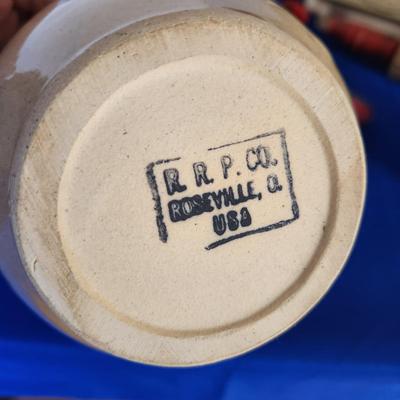 R. R. P. CO.
ROSEVILLE, O.
USA